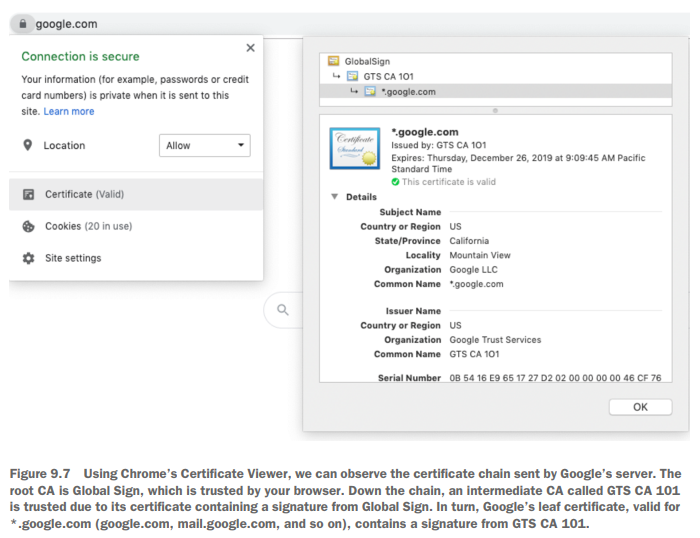 google.com
Connection is secure
Your information (for example, passwords or credit
card numbers) is private when it is sent to this
site. Learn more
Location
Allow
Certificate (Valid)
Cookies (20 in use)
Site settings
GlobalSign
GTS CA 1O1
*.google.com
Certificate
Standard
*.google.com
Issued by: GTS CA 1O1
Expires: Thursday, December 26, 2019 at 9:09:45 AM Pacific
Standard Time
This certificate is valid
Details
Subject Name
Country or Region US
State/Province California
Locality Mountain View
Organization Google LLC
Common Name *.google.com
Issuer Name
Country or Region US
Organization Google Trust Services
Common Name GTS CA 1O1
Serial Number 0B 54 16 E9 65 17 27 D2 02 00 00 00 00 46 CF 76
OK
Figure 9.7 Using Chrome's Certificate Viewer, we can observe the certificate chain sent by Google's server. The
root CA is Global Sign, which is trusted by your browser. Down the chain, an intermediate CA called GTS CA 101
is trusted due to its certificate containing a signature from Global Sign. In turn, Google's leaf certificate, valid for
*.google.com (google.com, mail.google.com, and so on), contains a signature from GTS CA 101.